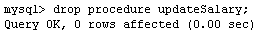 mysql> drop procedure updateSalary;
Query OK, 0 rows affected (0.00 sec)